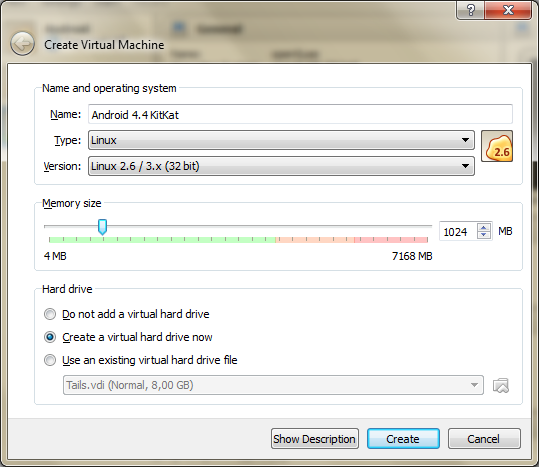 Create Virtual Machine
Name and operating system
Name: Android 4.4 KitKat
Type: Linux
2.6
Version: Linux 2.6 / 3.x (32 bit)
Memory size
1024 MB
4 MB 7168 MB
Hard drive
Do not add a virtual hard drive
Create a virtual hard drive now
Use an existing virtual hard drive file
Tails.vdi (Normal, 8,00 GB)
Show Description Create Cancel